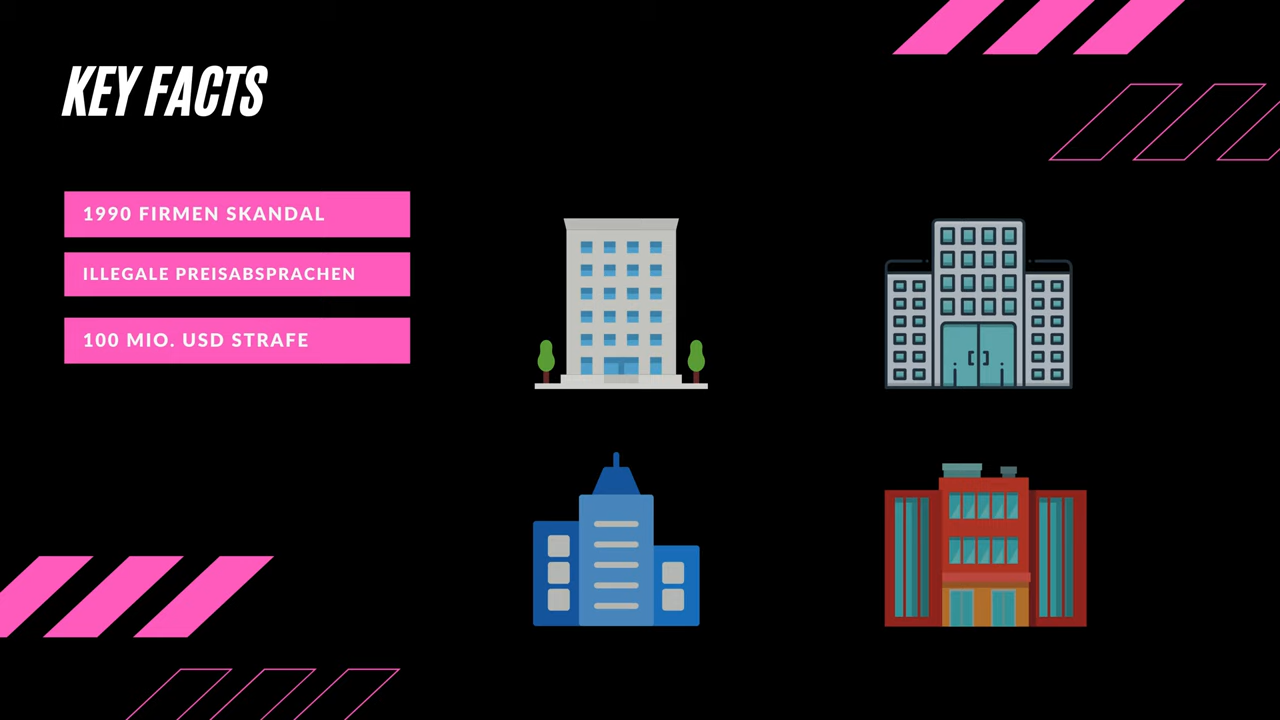 KEY FACTS
1990 FIRMEN SKANDAL
ILLEGALE PREISABSPRACHEN
100 MIO. USD STRAFE